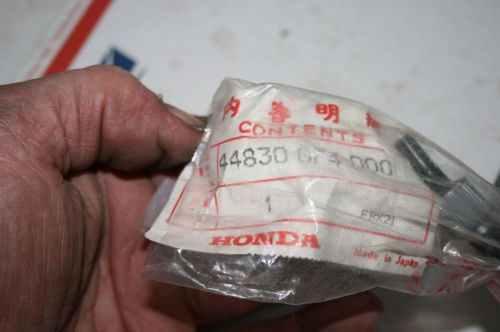 内容明細
CONTENTS
44830 GF4 000
1
HONDA
Made in Japan